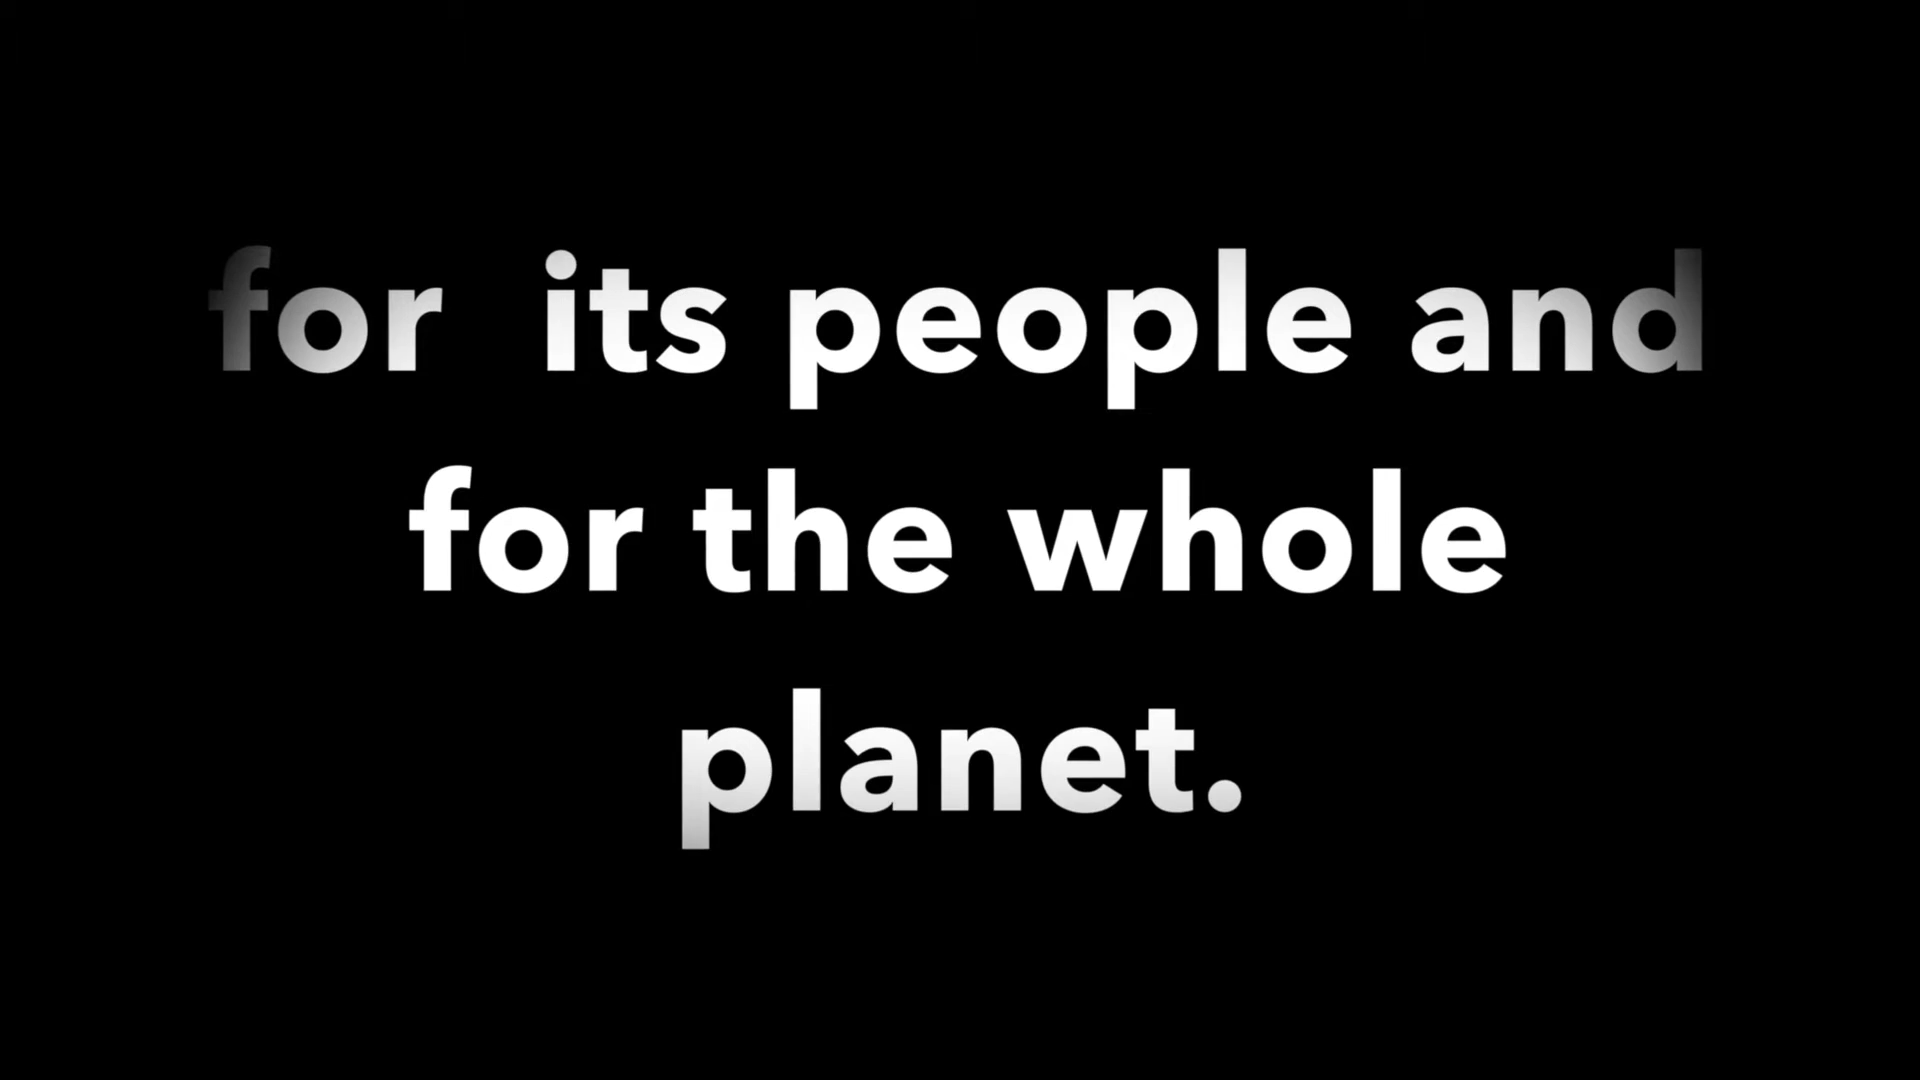 for  its people and
for the whole
planet.